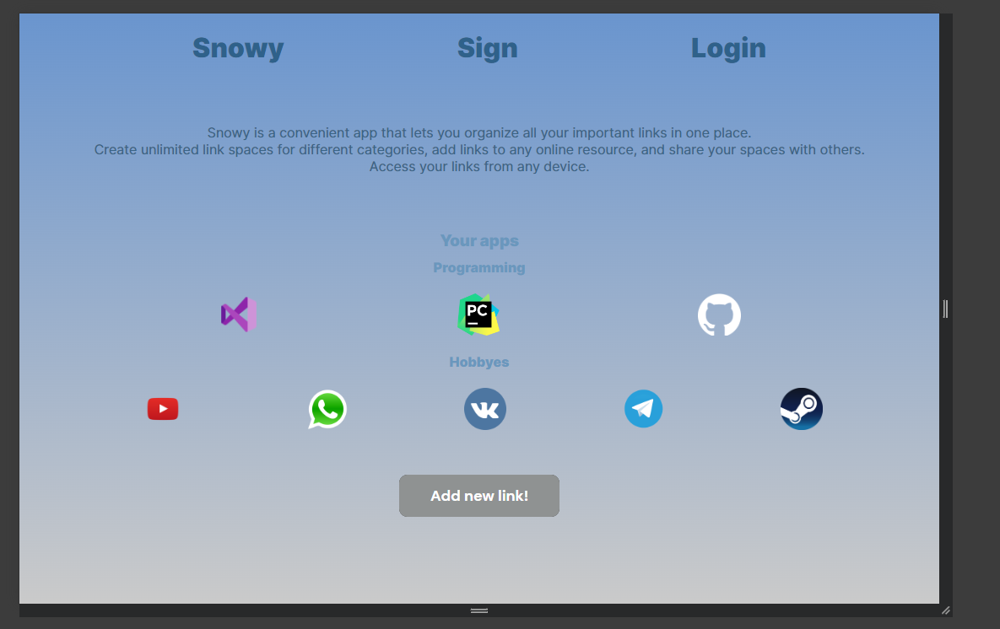 Snowy Sign Login
Snowy is a convenient app that lets you organize all your important links in one place.
Create unlimited link spaces for different categories, add links to any online resource, and share your spaces with others.
Access your links from any device.
Your apps
Programming
PC
Hobbyes
Add new link!